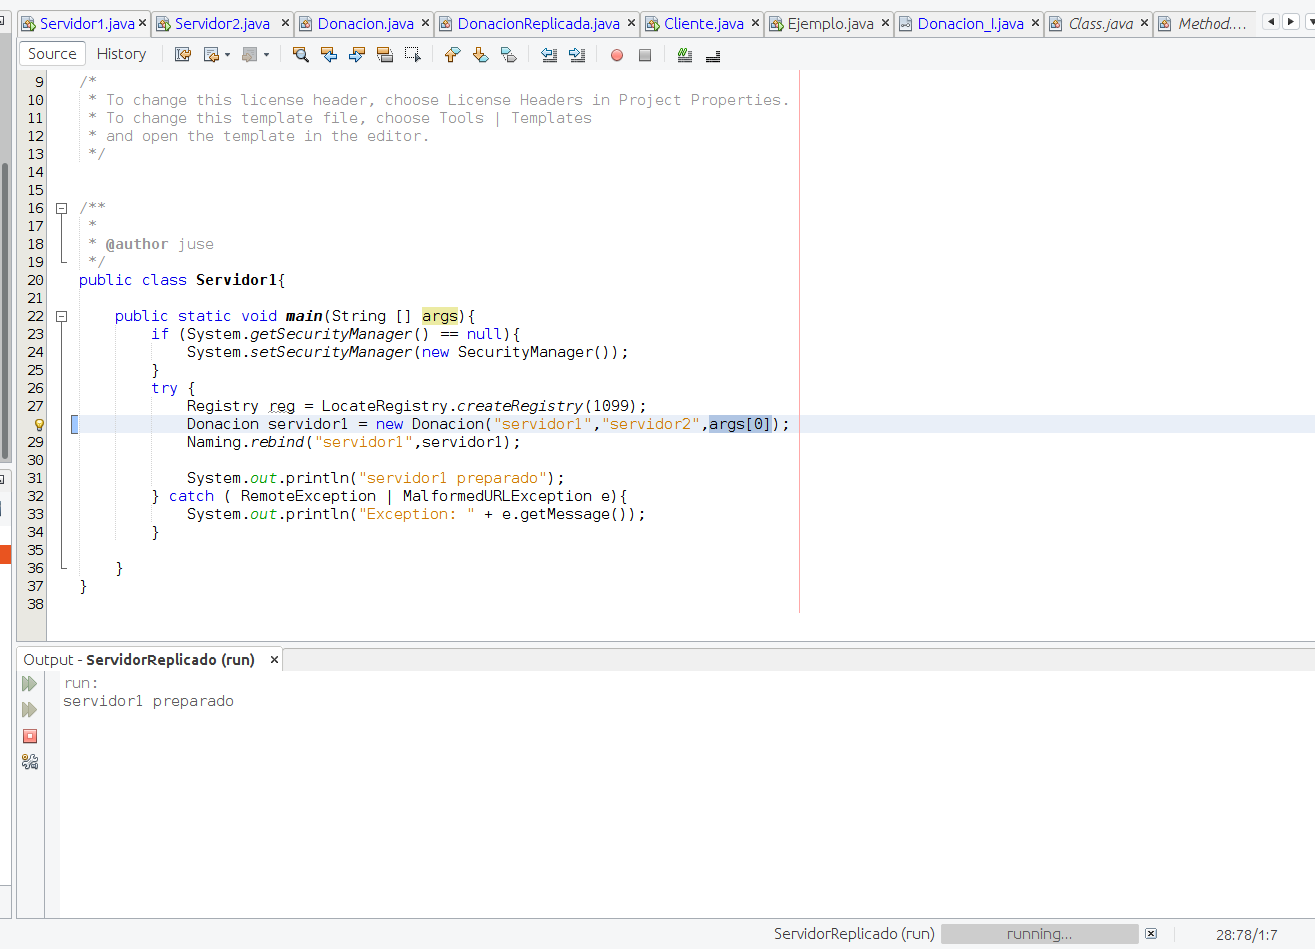 Servidor1.java Servidor2.java Donacion.java DonacionReplicada.java Cliente.java Ejemplo.java Donacion_I.java Class.java Method....
Source History
9 /*
10 * To change this license header, choose License Headers in Project Properties.
11 * To change this template file, choose Tools | Templates
12 * and open the template in the editor.
13 */
14
15
16 /**
17 *
18 * @author juse
19 */
20 public class Servidor1{
21
22 public static void main(String [] args){
23 if (System.getSecurityManager() == null){
24 System.setSecurityManager(new SecurityManager());
25 }
26 try {
27 Registry reg = LocateRegistry.createRegistry(1099);
Donacion servidor1 = new Donacion("servidor1","servidor2",args[0]);
29 Naming.rebind("servidor1",servidor1);
30
31 System.out.println("servidor1 preparado");
32 } catch ( RemoteException | MalformedURLException e){
33 System.out.println("Exception: " + e.getMessage());
34 }
35
36 }
37 }
38
Output - ServidorReplicado (run)
run:
servidor1 preparado
ServidorReplicado (run) running... 28:78/1:7